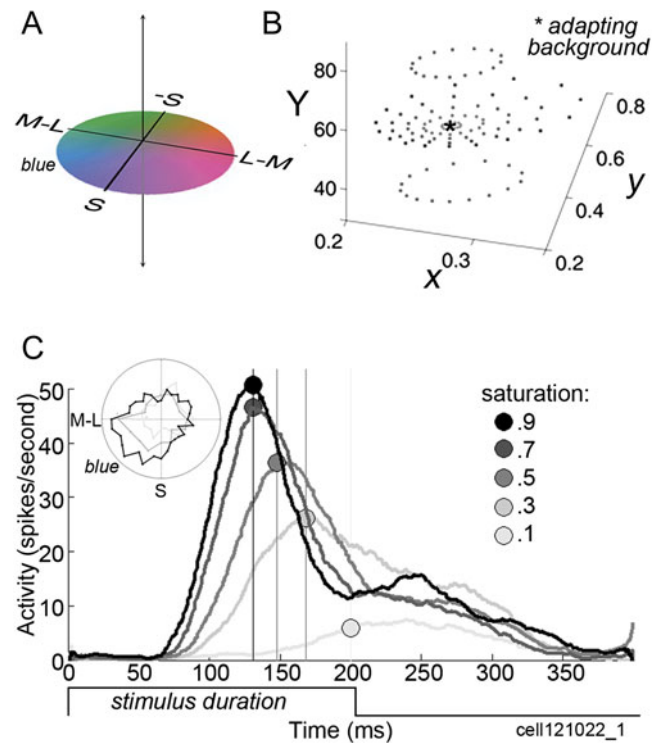 A
-S
M-L
blue
L-M
S
B
* adapting
background
Y
80
60
40
0.2
0.3
0.2
x
0.4
0.6
0.8
y
C
M-L
blue
S
saturation:
.9
.7
.5
.3
.1
Activity (spikes/second)
50
40
30
20
10
0
0 50 100 150 200 250 300 350
stimulus duration
Time (ms)
cell121022_1